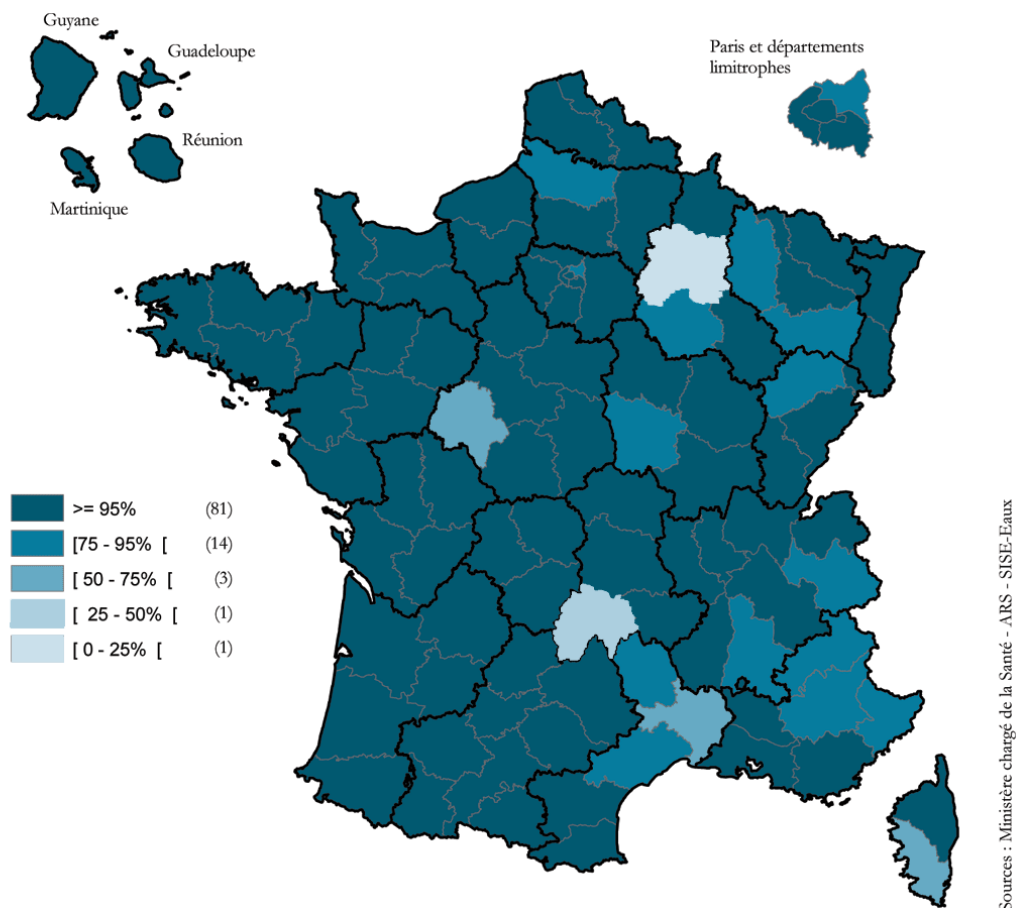 Guyane
Guadeloupe
Réunion
Martinique
Paris et départements
limitrophes
>= 95% (81)
[75 - 95% [ (14)
[ 50 - 75% [ (3)
[ 25 - 50% [ (1)
[ 0 - 25% [ (1)
Sources : Ministère chargé de la Santé - ARS - SISE-Eaux